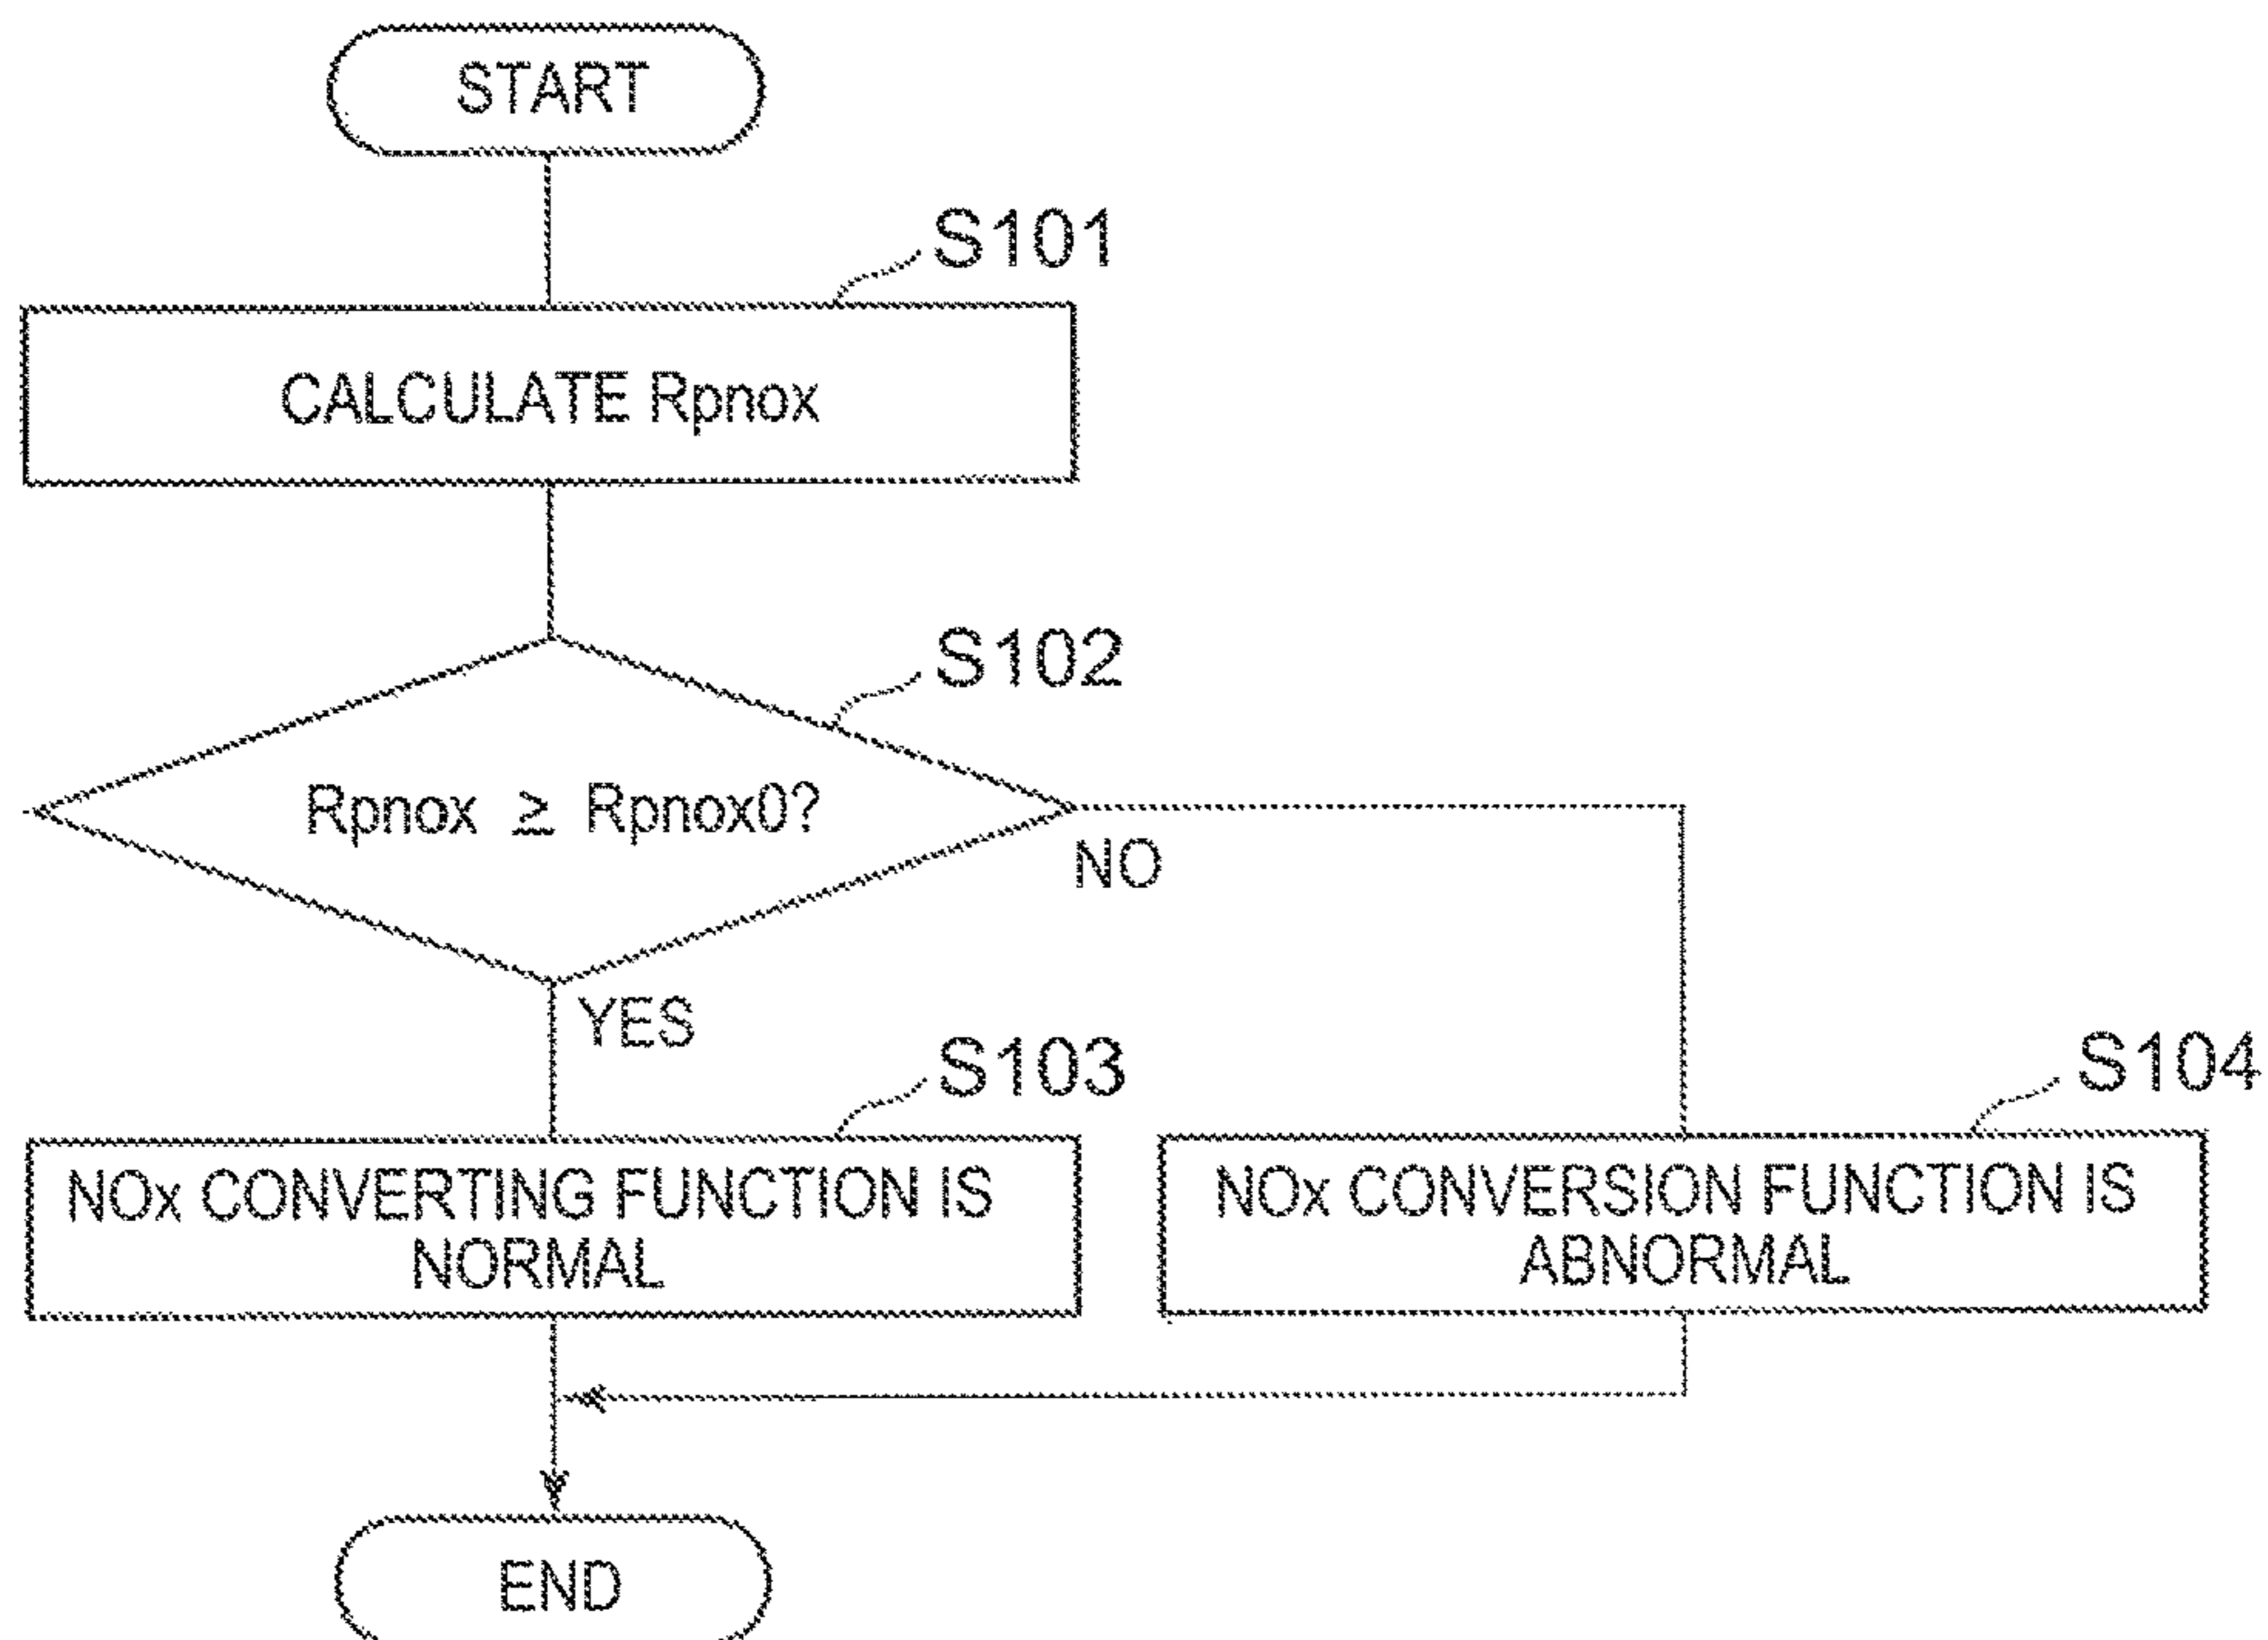 START
S101
CALCULATE Rpnox
S102
Rpnox ≥ Rpnox0?
NO
YES
S103
S104
NOx CONVERTING FUNCTION IS
NORMAL
NOx CONVERSION FUNCTION IS
ABNORMAL
END